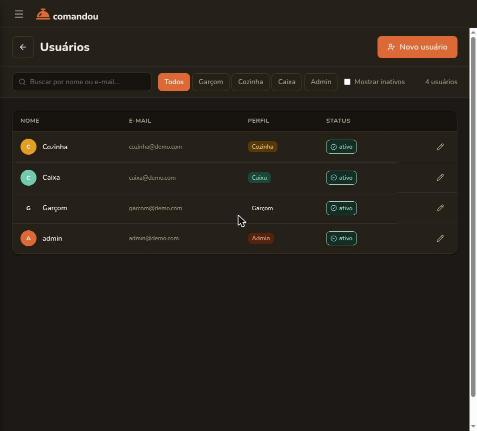 comandou
Usuários
Novo usuário
Buscar por nome ou e-mail...
Todos
Garçom
Cozinha
Caixa
Admin
Mostrar inativos
4 usuários
NOME E-MAIL PERFIL STATUS
C Cozinha cozinha@demo.com Cozinha ativo
C Caixa caixa@demo.com Caixa ativo
G Garçom garcom@demo.com Garçom ativo
A admin admin@demo.com Admin ativo